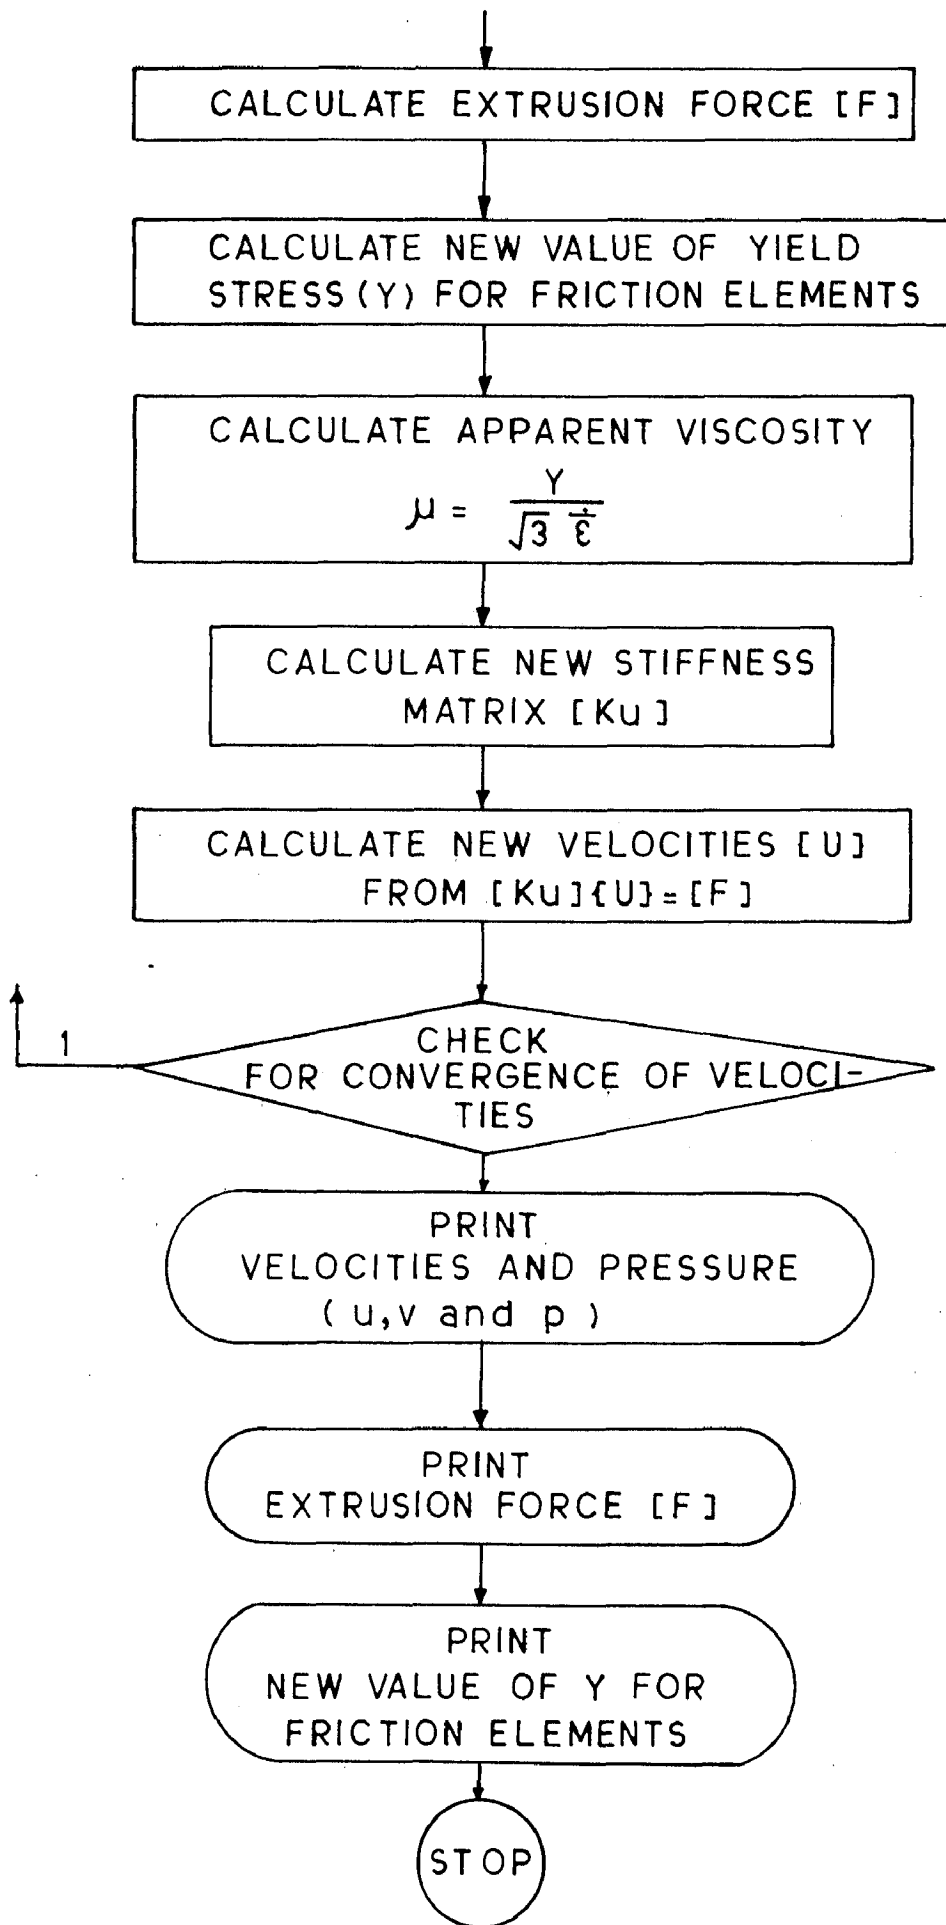 CALCULATE EXTRUSION FORCE [F]
CALCULATE NEW VALUE OF YIELD
STRESS (Y) FOR FRICTION ELEMENTS
CALCULATE APPARENT VISCOSITY
μ = Y / √3 ε̇̄
CALCULATE NEW STIFFNESS
MATRIX [Ku]
CALCULATE NEW VELOCITIES [U]
FROM [Ku]{U}=[F]
1
CHECK
FOR CONVERGENCE OF VELOCI-
TIES
PRINT
VELOCITIES AND PRESSURE
(u,v and p)
PRINT
EXTRUSION FORCE [F]
PRINT
NEW VALUE OF Y FOR
FRICTION ELEMENTS
STOP